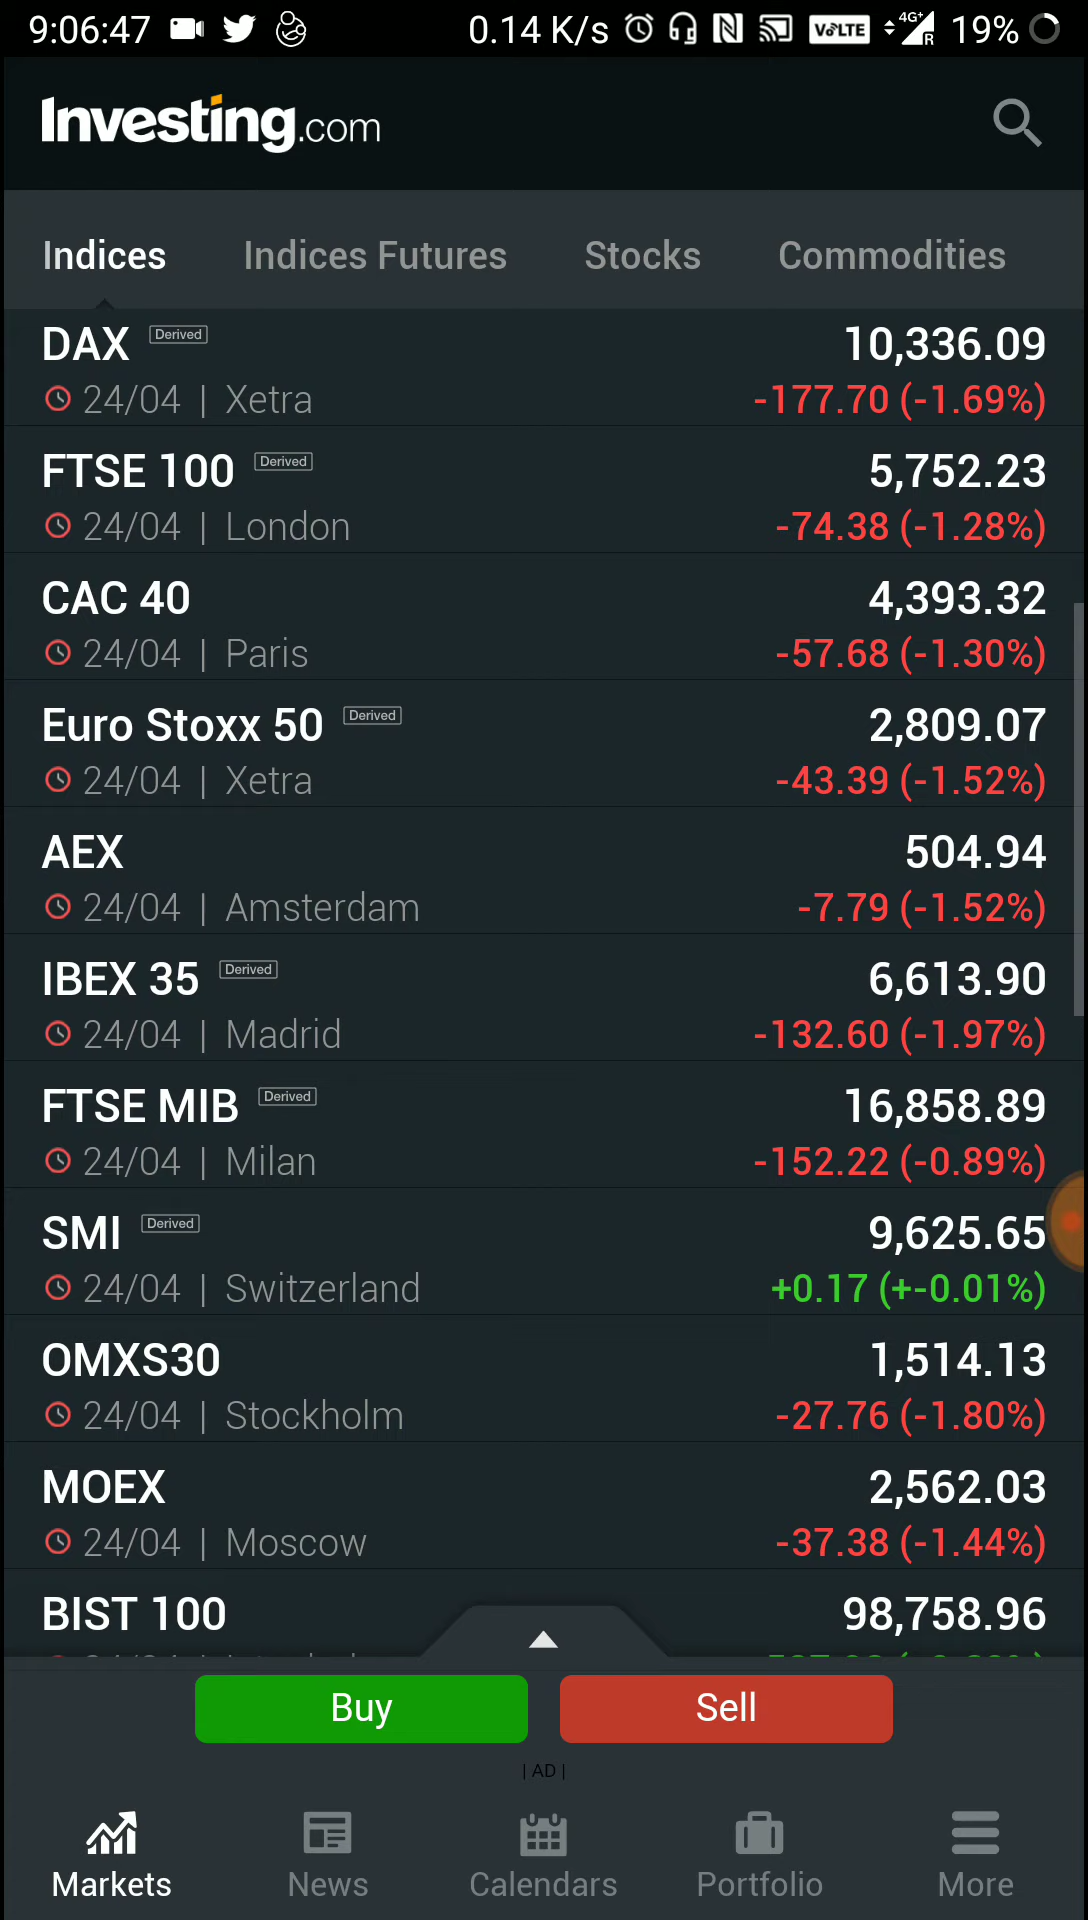 9:06:47 0.14 K/s VoLTE 4G+ R 19%
Investing.com
Indices Indices Futures Stocks Commodities
DAX Derived 10,336.09
24/04 | Xetra -177.70 (-1.69%)
FTSE 100 Derived 5,752.23
24/04 | London -74.38 (-1.28%)
CAC 40 4,393.32
24/04 | Paris -57.68 (-1.30%)
Euro Stoxx 50 Derived 2,809.07
24/04 | Xetra -43.39 (-1.52%)
AEX 504.94
24/04 | Amsterdam -7.79 (-1.52%)
IBEX 35 Derived 6,613.90
24/04 | Madrid -132.60 (-1.97%)
FTSE MIB Derived 16,858.89
24/04 | Milan -152.22 (-0.89%)
SMI Derived 9,625.65
24/04 | Switzerland +0.17 (+-0.01%)
OMXS30 1,514.13
24/04 | Stockholm -27.76 (-1.80%)
MOEX 2,562.03
24/04 | Moscow -37.38 (-1.44%)
BIST 100 98,758.96
Buy Sell
| AD |
Markets News Calendars Portfolio More